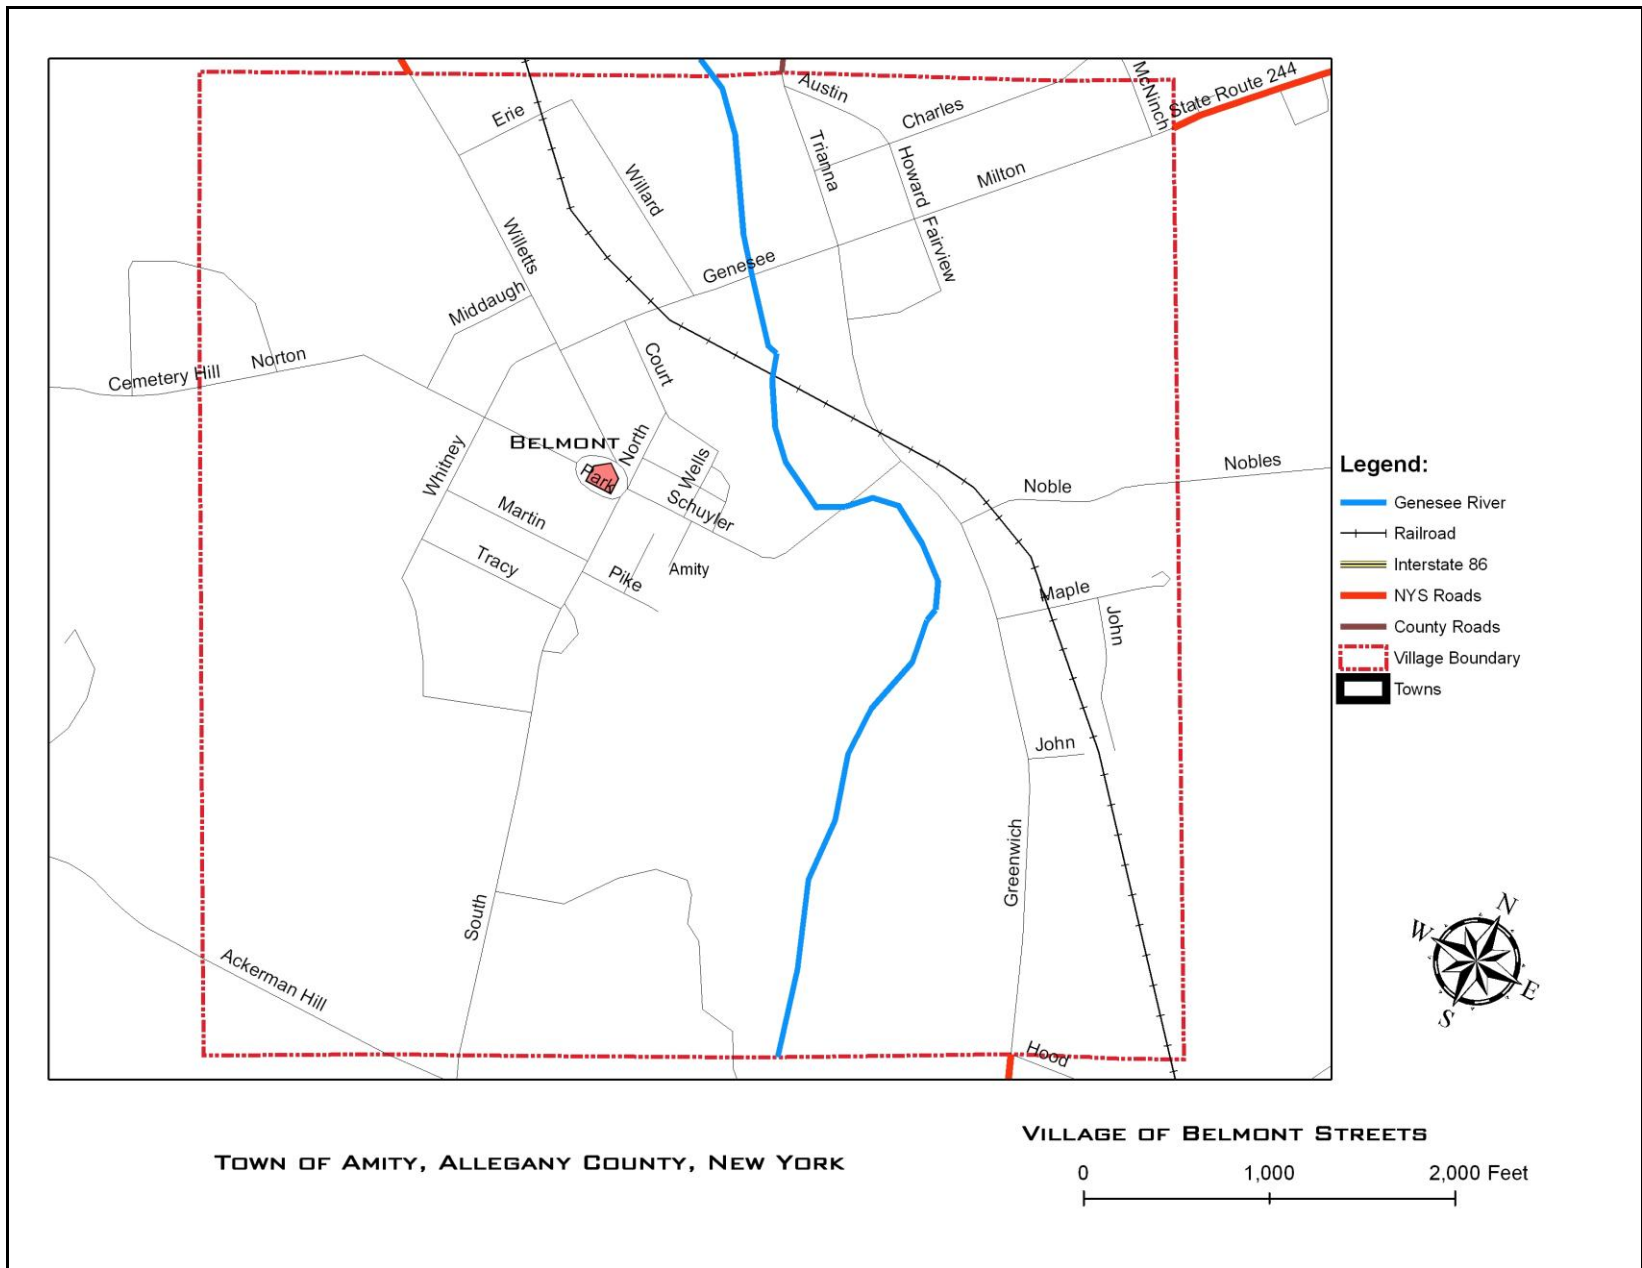 McNinch
State Route 244
Austin
Charles
Erie
Trianna
Howard
Milton
Willard
Willetts
Fairview
Genesee
Middaugh
Norton
Cemetery Hill
Court
BELMONT
North
Whitney
Park
Wells
Schuyler
Martin
Tracy
Pike
Amity
Noble
Nobles
Maple
John
John
Greenwich
South
Ackerman Hill
Hood
Legend:
Genesee River
Railroad
Interstate 86
NYS Roads
County Roads
Village Boundary
Towns
N
W
E
S
VILLAGE OF BELMONT STREETS
TOWN OF AMITY, ALLEGANY COUNTY, NEW YORK
0 1,000 2,000 Feet